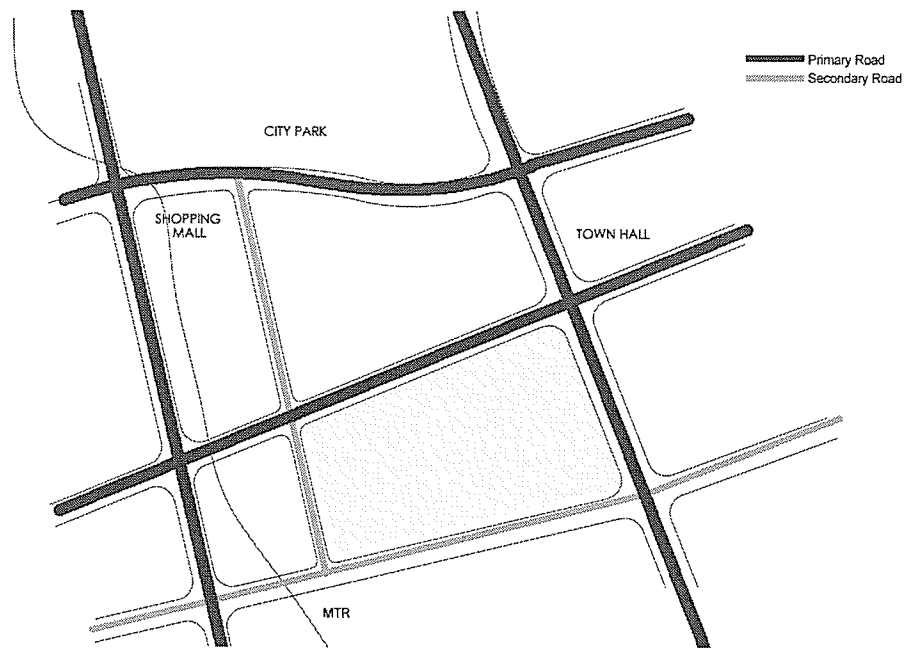 Primary Road
Secondary Road
CITY PARK
SHOPPING
MALL
TOWN HALL
MTR